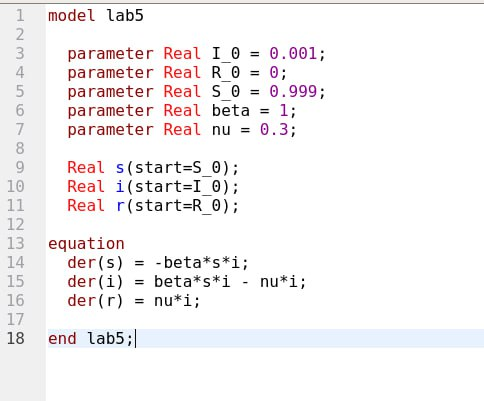 1 model lab5
2
3   parameter Real I_0 = 0.001;
4   parameter Real R_0 = 0;
5   parameter Real S_0 = 0.999;
6   parameter Real beta = 1;
7   parameter Real nu = 0.3;
8
9   Real s(start=S_0);
10   Real i(start=I_0);
11   Real r(start=R_0);
12
13 equation
14   der(s) = -beta*s*i;
15   der(i) = beta*s*i - nu*i;
16   der(r) = nu*i;
17
18 end lab5;